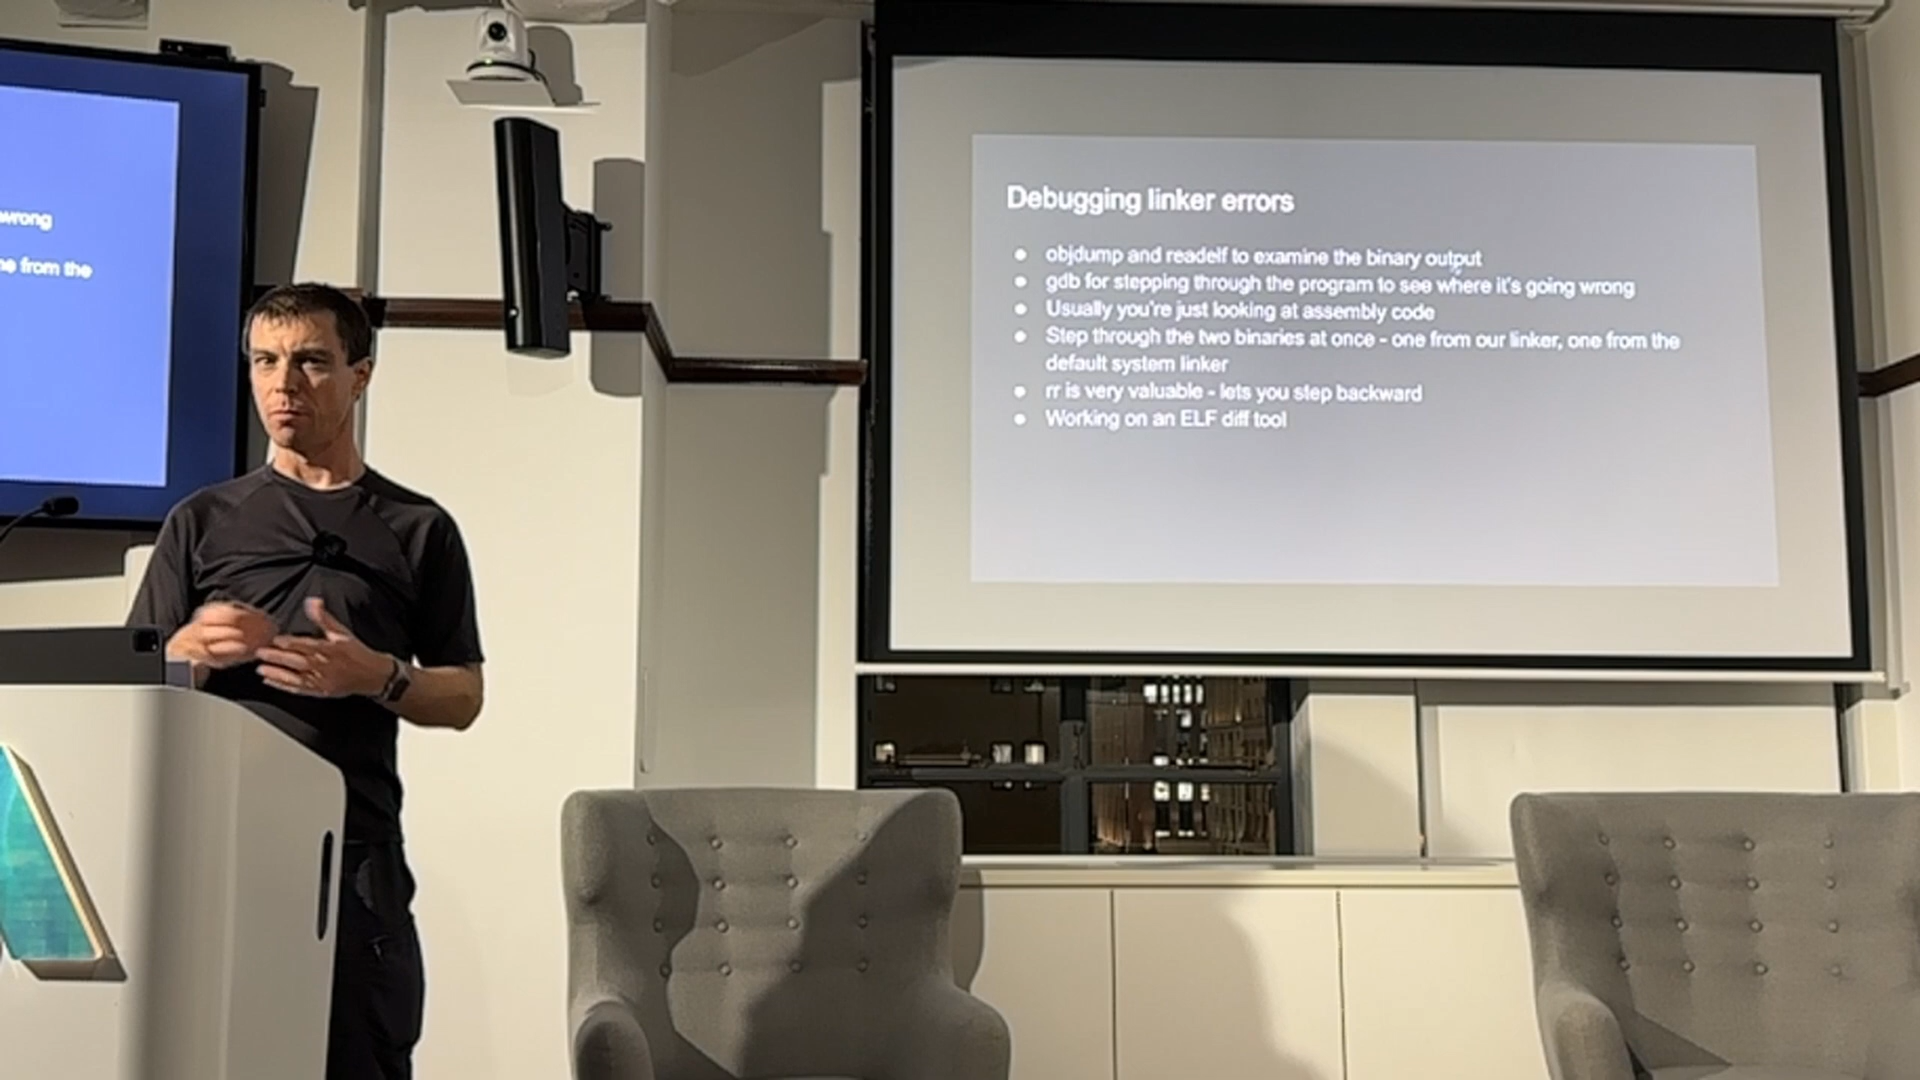 wrong
ne from the
Debugging linker errors
objdump and readelf to examine the binary output
gdb for stepping through the program to see where it's going wrong
Usually you're just looking at assembly code
Step through the two binaries at once - one from our linker, one from the
default system linker
rr is very valuable - lets you step backward
Working on an ELF diff tool